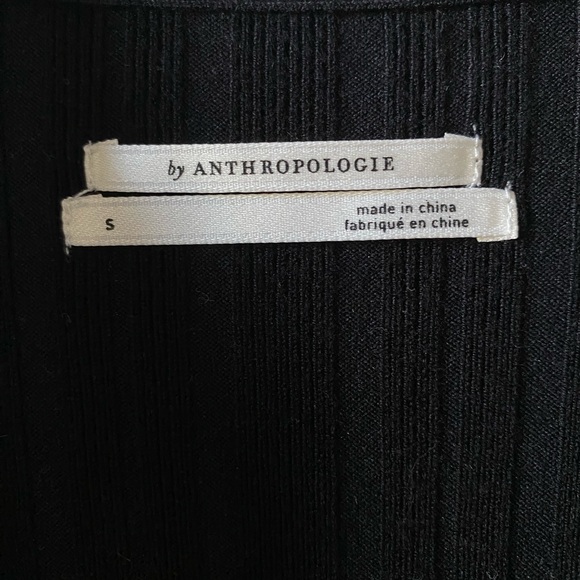 by ANTHROPOLOGIE
S
made in china
fabriqué en chine